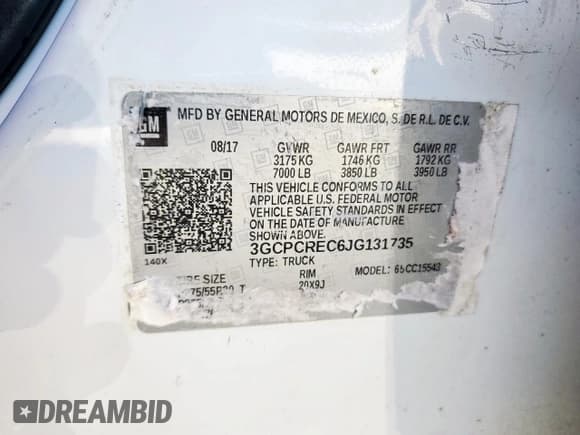 GM
MFD BY GENERAL MOTORS DE MEXICO, S. DE R.L. DE C.V.
08/17 GVWR GAWR FRT GAWR RR
3175 KG 1746 KG 1792 KG
7000 LB 3850 LB 3950 LB
THIS VEHICLE CONFORMS TO ALL
APPLICABLE U.S. FEDERAL MOTOR
VEHICLE SAFETY STANDARDS IN EFFECT
ON THE DATE OF MANUFACTURE
SHOWN ABOVE.
3GCPCREC6JG131735
140X
TYPE: TRUCK MODEL: 65CC15543
SIZE RIM
20X9J
DREAMBID